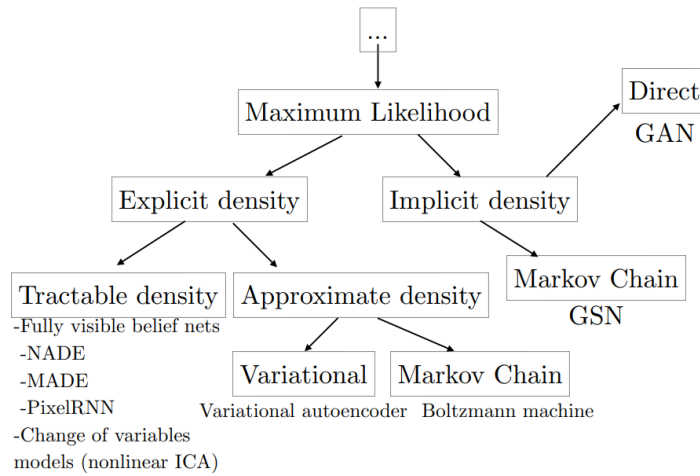 ...
Maximum Likelihood
Direct
GAN
Explicit density
Implicit density
Tractable density
-Fully visible belief nets
-NADE
-MADE
-PixelRNN
-Change of variables
models (nonlinear ICA)
Approximate density
Variational
Variational autoencoder
Markov Chain
Boltzmann machine
Markov Chain
GSN